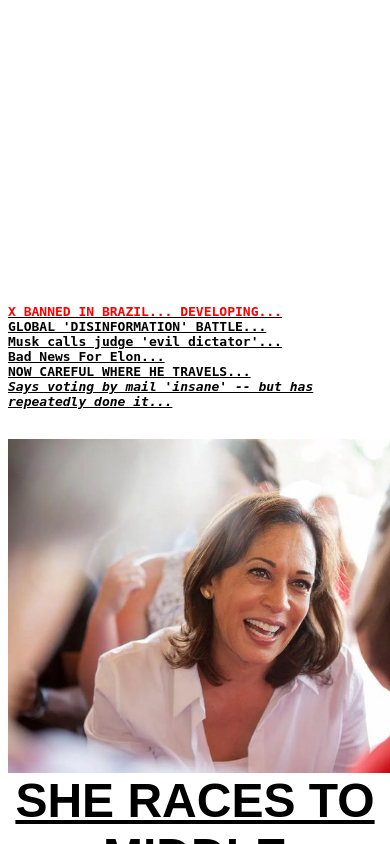 X BANNED IN BRAZIL... DEVELOPING...
GLOBAL 'DISINFORMATION' BATTLE...
Musk calls judge 'evil dictator'...
Bad News For Elon...
NOW CAREFUL WHERE HE TRAVELS...
Says voting by mail 'insane' -- but has
repeatedly done it...
SHE RACES TO
MIDDLE